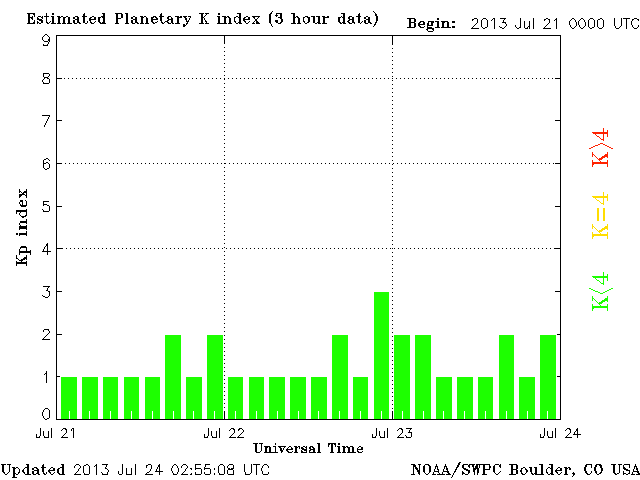 Estimated Planetary K index (3 hour data) Begin: 2013 Jul 21 0000 UTC
9
8
7
6
5
4
3
2
1
0
Kp index
Jul 21 Jul 22 Jul 23 Jul 24
Universal Time
K>4
K=4
K<4
Updated 2013 Jul 24 02:55:08 UTC NOAA/SWPC Boulder, CO USA